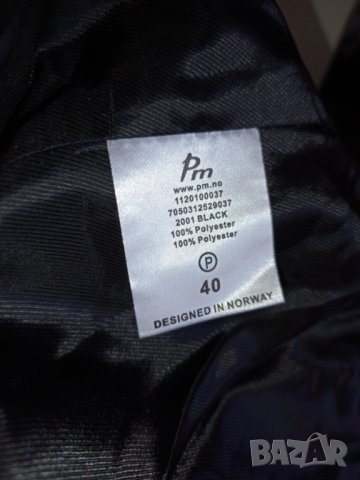 Pm
www.pm.no
1120100037
7050312529037
2001 BLACK
100% Polyester
100% Polyester
P
40
DESIGNED IN NORWAY
BAZAR